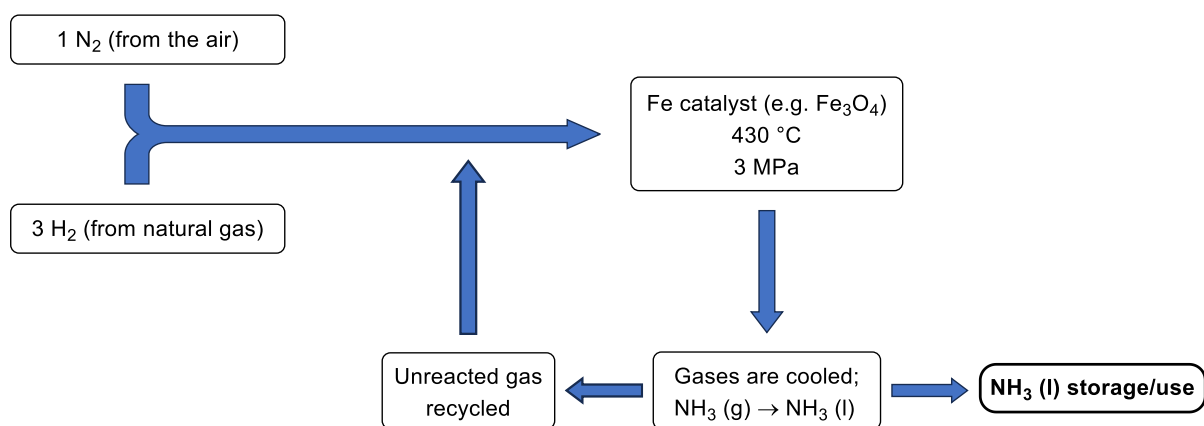 1 N₂ (from the air)
3 H₂ (from natural gas)
Fe catalyst (e.g. Fe₃O₄)
430 °C
3 MPa
Gases are cooled;
NH₃ (g) → NH₃ (l)
Unreacted gas
recycled
NH₃ (l) storage/use